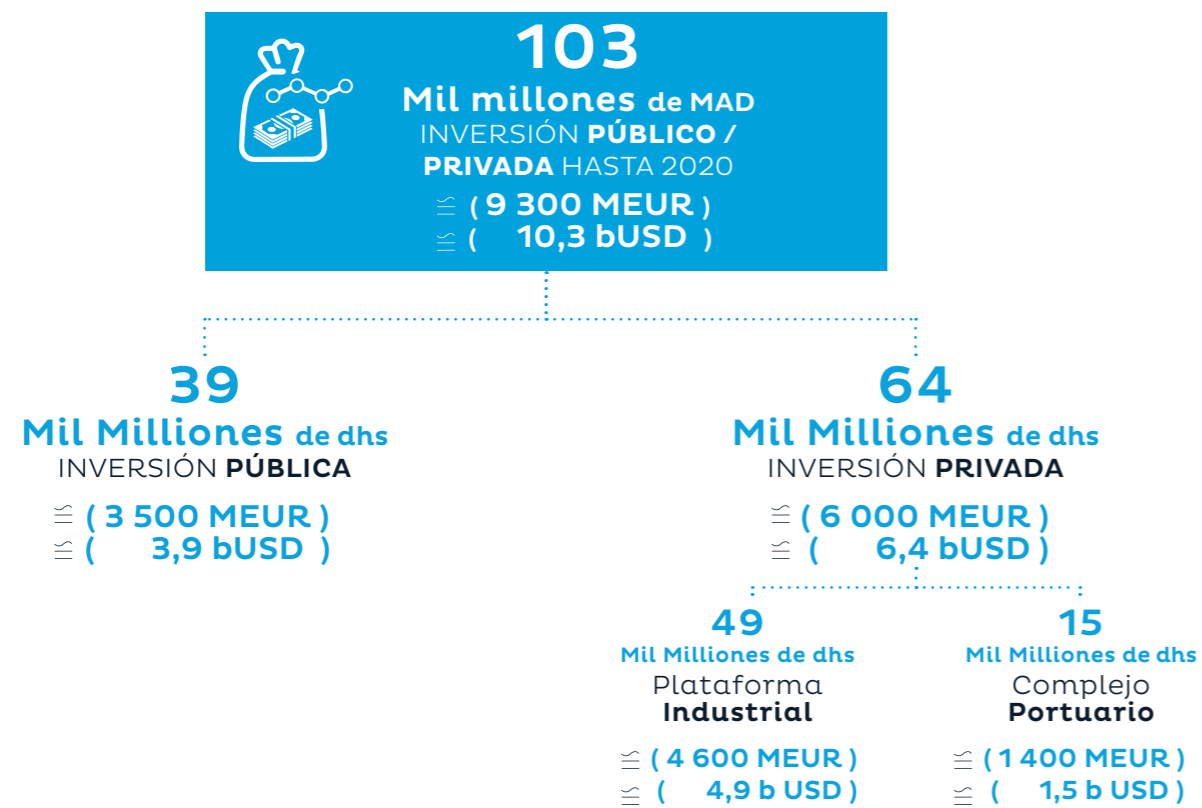 103
Mil millones de MAD
INVERSIÓN PÚBLICO /
PRIVADA HASTA 2020
≌ ( 9 300 MEUR )
≌ ( 10,3 bUSD )
39
Mil Milliones de dhs
INVERSIÓN PÚBLICA
≌ ( 3 500 MEUR )
≌ ( 3,9 bUSD )
64
Mil Milliones de dhs
INVERSIÓN PRIVADA
≌ ( 6 000 MEUR )
≌ ( 6,4 bUSD )
49
Mil Milliones de dhs
Plataforma
Industrial
≌ ( 4 600 MEUR )
≌ ( 4,9 b USD )
15
Mil Milliones de dhs
Complejo
Portuario
≌ ( 1 400 MEUR )
≌ ( 1,5 b USD )